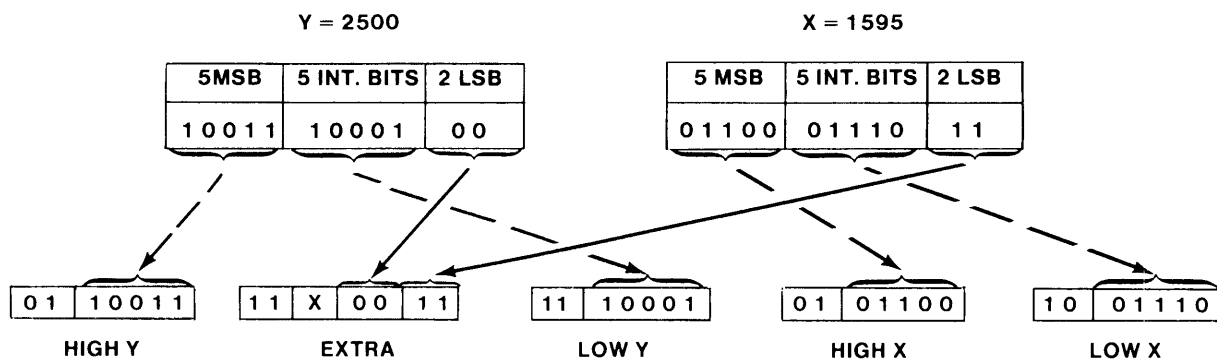 Y = 2500 X = 1595
5MSB 5 INT. BITS 2 LSB 5 MSB 5 INT. BITS 2 LSB
10011 10001 00 01100 01110 11
01 10011 11 X 00 11 11 10001 01 01100 10 01110
HIGH Y EXTRA LOW Y HIGH X LOW X